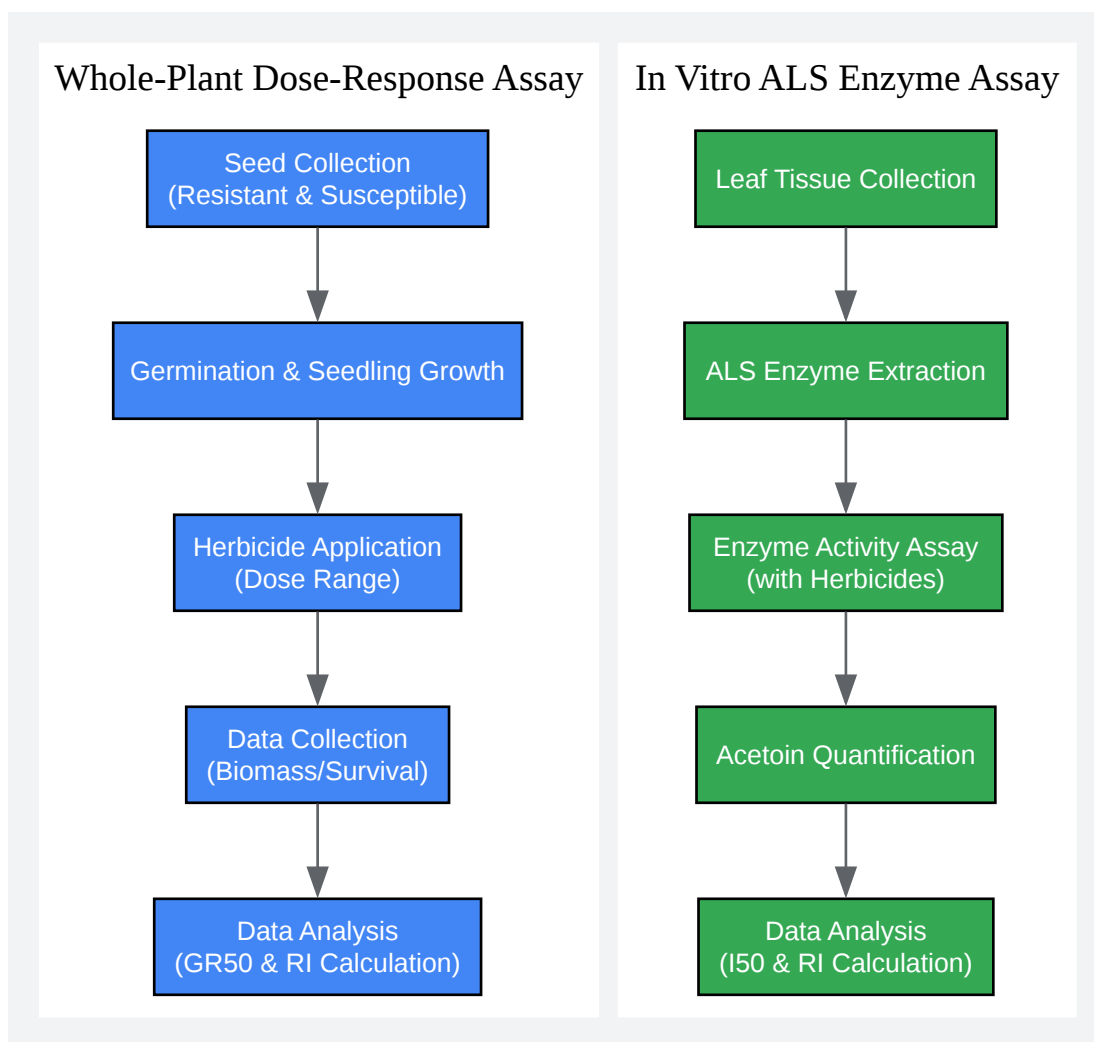 Whole-Plant Dose-Response Assay
Seed Collection
(Resistant & Susceptible)
Germination & Seedling Growth
Herbicide Application
(Dose Range)
Data Collection
(Biomass/Survival)
Data Analysis
(GR50 & RI Calculation)
In Vitro ALS Enzyme Assay
Leaf Tissue Collection
ALS Enzyme Extraction
Enzyme Activity Assay
(with Herbicides)
Acetoin Quantification
Data Analysis
(I50 & RI Calculation)